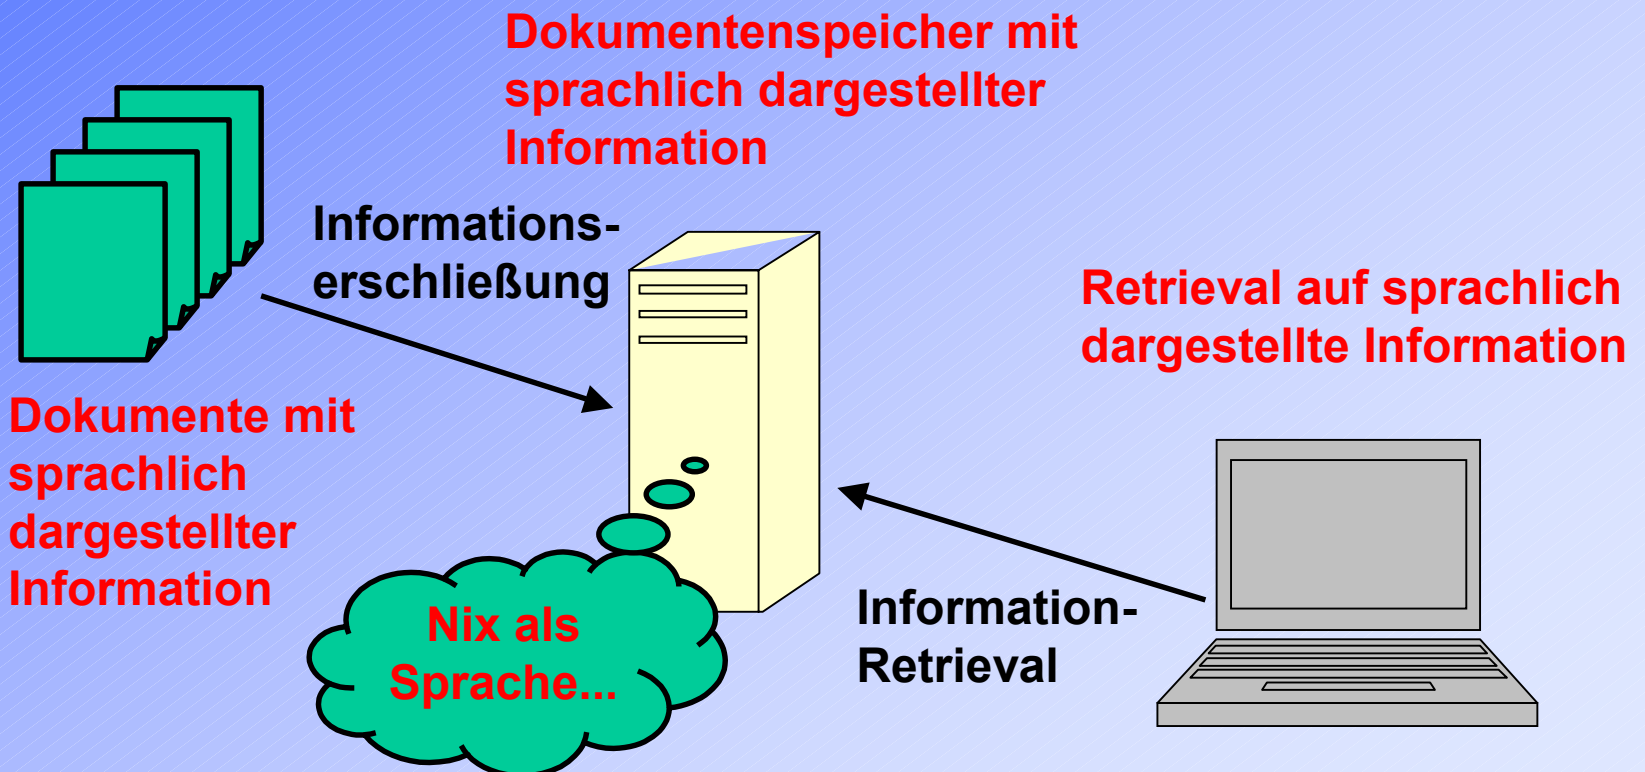 Dokumentenspeicher mit
sprachlich dargestellter
Information
Informations-
erschließung
Retrieval auf sprachlich
dargestellte Information
Dokumente mit
sprachlich
dargestellter
Information
Nix als
Sprache...
Information-
Retrieval